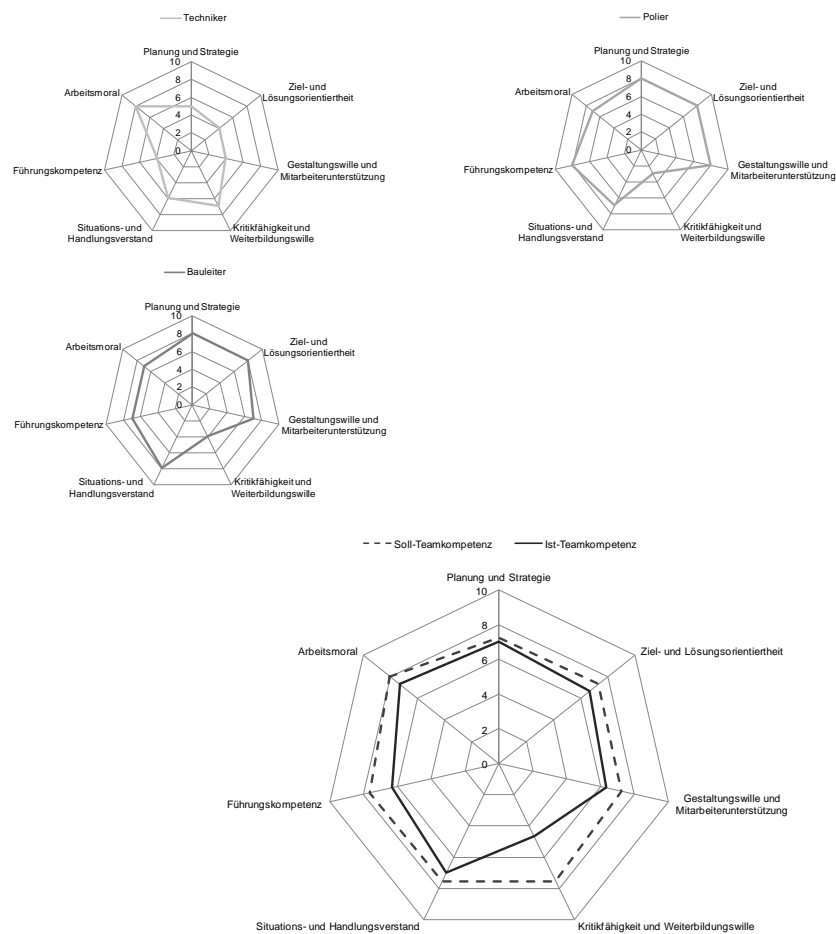 Techniker
Planung und Strategie
10
8
6
4
2
0
Ziel- und
Lösungsorientiertheit
Gestaltungswille und
Mitarbeiterunterstützung
Kritikfähigkeit und
Weiterbildungswille
Situations- und
Handlungsverstand
Führungskompetenz
Arbeitsmoral
Polier
Planung und Strategie
10
8
6
4
2
0
Ziel- und
Lösungsorientiertheit
Gestaltungswille und
Mitarbeiterunterstützung
Kritikfähigkeit und
Weiterbildungswille
Situations- und
Handlungsverstand
Führungskompetenz
Arbeitsmoral
Bauleiter
Planung und Strategie
10
8
6
4
2
0
Ziel- und
Lösungsorientiertheit
Gestaltungswille und
Mitarbeiterunterstützung
Kritikfähigkeit und
Weiterbildungswille
Situations- und
Handlungsverstand
Führungskompetenz
Arbeitsmoral
Soll-Teamkompetenz
Ist-Teamkompetenz
Planung und Strategie
10
8
6
4
2
0
Ziel- und Lösungsorientiertheit
Gestaltungswille und
Mitarbeiterunterstützung
Kritikfähigkeit und Weiterbildungswille
Situations- und Handlungsverstand
Führungskompetenz
Arbeitsmoral